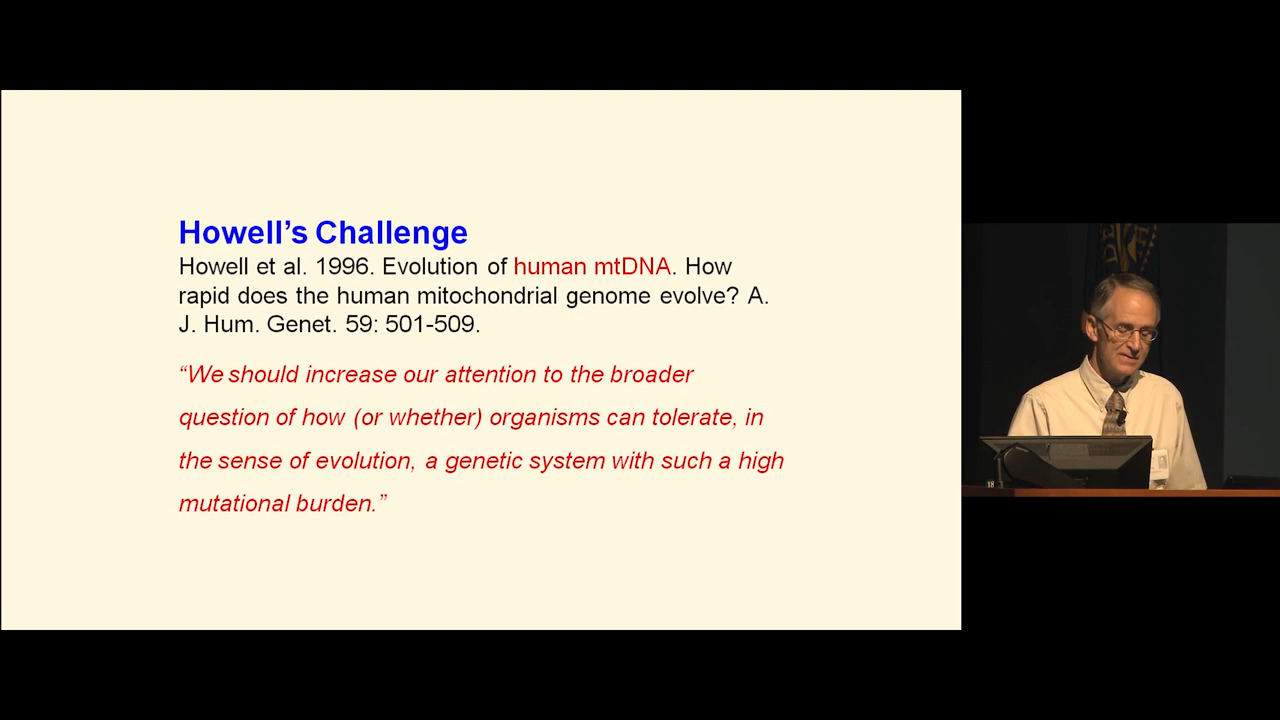 Howell's Challenge
Howell et al. 1996. Evolution of human mtDNA. How
rapid does the human mitochondrial genome evolve? A.
J. Hum. Genet. 59: 501-509.
“We should increase our attention to the broader
question of how (or whether) organisms can tolerate, in
the sense of evolution, a genetic system with such a high
mutational burden.”
18